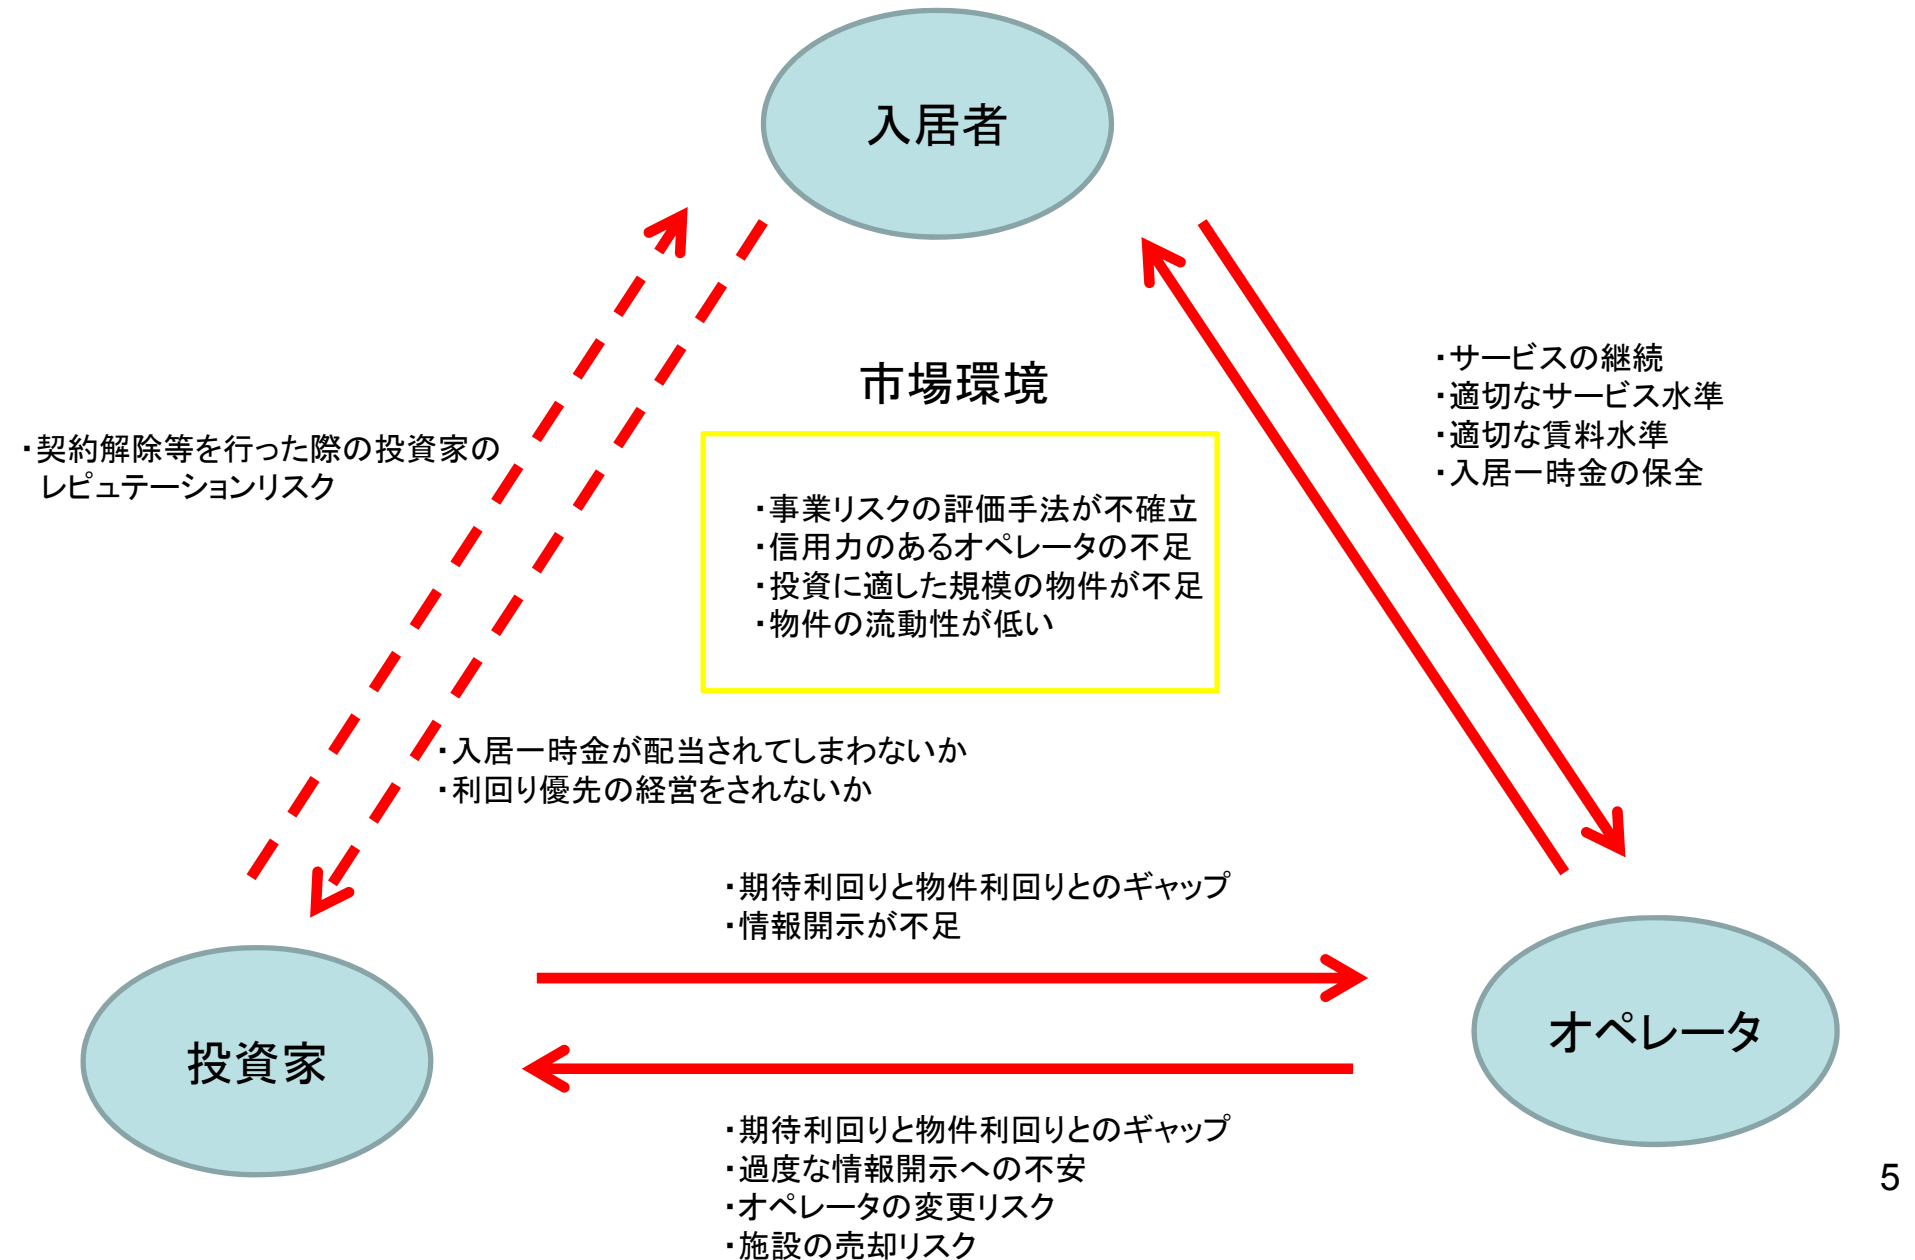 入居者
市場環境
・サービスの継続
・適切なサービス水準
・適切な賃料水準
・入居一時金の保全
・契約解除等を行った際の投資家の
レピュテーションリスク
・事業リスクの評価手法が不確立
・信用力のあるオペレータの不足
・投資に適した規模の物件が不足
・物件の流動性が低い
・入居一時金が配当されてしまわないか
・利回り優先の経営をされないか
・期待利回りと物件利回りとのギャップ
・情報開示が不足
投資家
オペレータ
・期待利回りと物件利回りとのギャップ
・過度な情報開示への不安
・オペレータの変更リスク
・施設の売却リスク
5